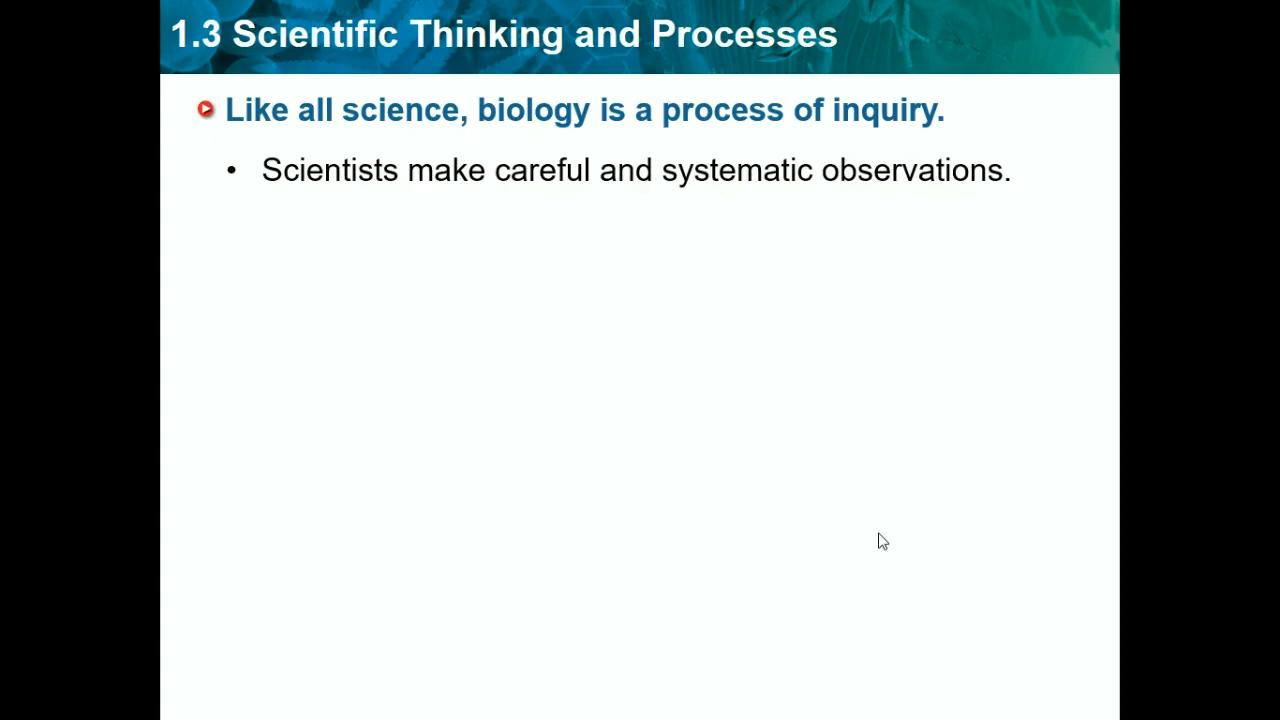 1.3 Scientific Thinking and Processes
Like all science, biology is a process of inquiry.
• Scientists make careful and systematic observations.